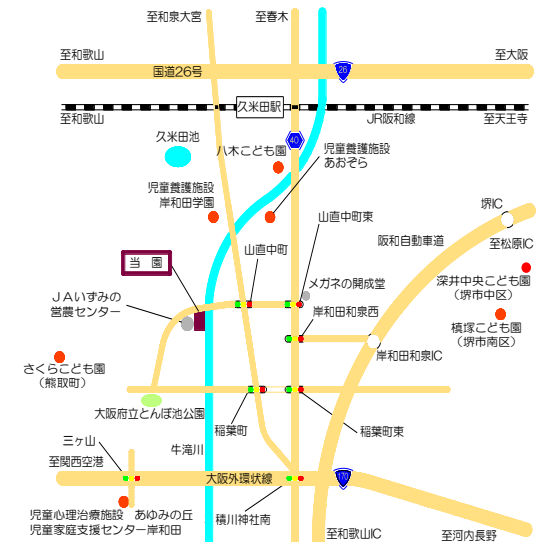 至和泉大宮
至春木
至和歌山
至大阪
国道26号
26
久米田駅
至和歌山
JR阪和線
至天王寺
久米田池
40
八木こども園
児童養護施設
あおぞら
児童養護施設
岸和田学園
堺IC
山直中町東
阪和自動車道
至松原IC
山直中町
当 園
深井中央こども園
(堺市中区)
メガネの開成堂
JAいずみの
営農センター
岸和田和泉西
槙塚こども園
(堺市南区)
岸和田和泉IC
さくらこども園
(熊取町)
大阪府立とんぼ池公園
稲葉町
稲葉町東
三ヶ山
牛滝川
至関西空港
大阪外環状線
170
児童心理治療施設 あゆみの丘
児童家庭支援センター岸和田
積川神社南
至和歌山IC
至河内長野